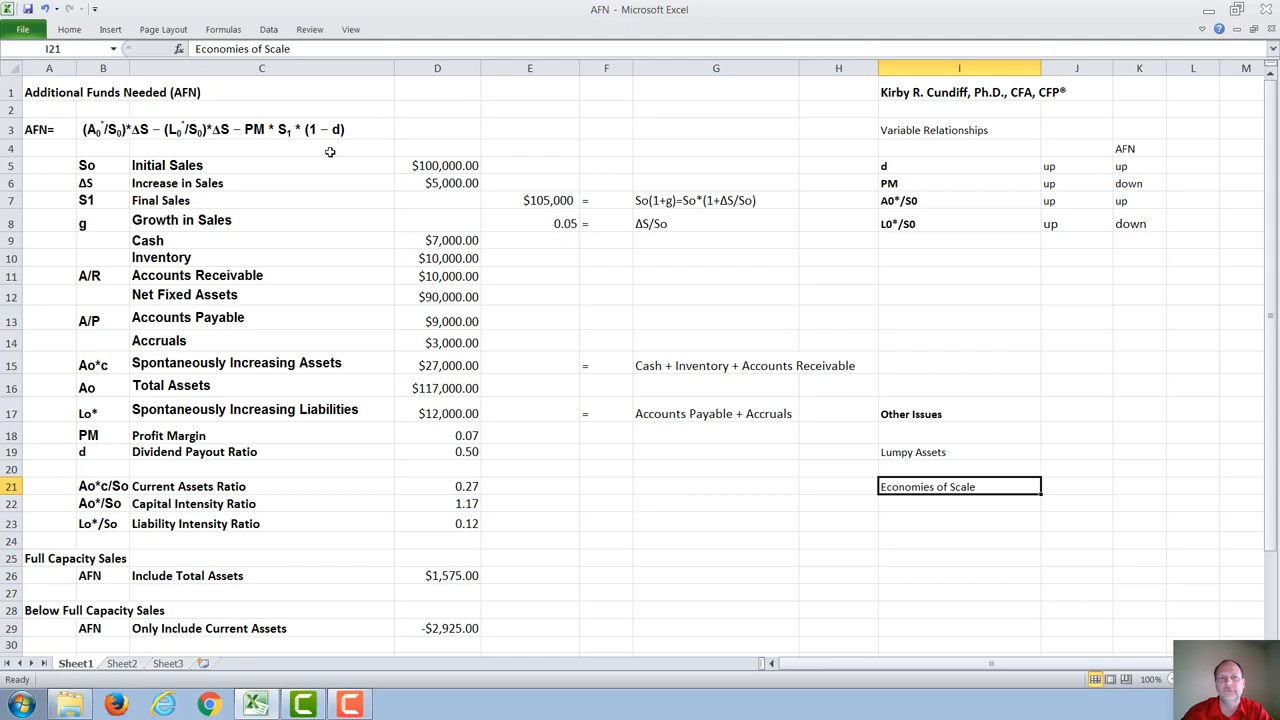 AFN - Microsoft Excel
File Home Insert Page Layout Formulas Data Review View
I21 fx Economies of Scale
A B C D E F G H I J K L M
1 Additional Funds Needed (AFN) Kirby R. Cundiff, Ph.D., CFA, CFP®
2
3 AFN= (A₀*/S₀)*ΔS − (L₀*/S₀)*ΔS − PM * S₁ * (1 − d) Variable Relationships
4 AFN
5 So Initial Sales $100,000.00 d up up
6 ΔS Increase in Sales $5,000.00 PM up down
7 S1 Final Sales $105,000 = So(1+g)=So*(1+ΔS/So) A0*/S0 up up
8 g Growth in Sales 0.05 = ΔS/So L0*/S0 up down
9 Cash $7,000.00
10 Inventory $10,000.00
11 A/R Accounts Receivable $10,000.00
12 Net Fixed Assets $90,000.00
13 A/P Accounts Payable $9,000.00
14 Accruals $3,000.00
15 Ao*c Spontaneously Increasing Assets $27,000.00 = Cash + Inventory + Accounts Receivable
16 Ao Total Assets $117,000.00
17 Lo* Spontaneously Increasing Liabilities $12,000.00 = Accounts Payable + Accruals Other Issues
18 PM Profit Margin 0.07
19 d Dividend Payout Ratio 0.50 Lumpy Assets
20
21 Ao*c/So Current Assets Ratio 0.27 Economies of Scale
22 Ao*/So Capital Intensity Ratio 1.17
23 Lo*/So Liability Intensity Ratio 0.12
24
25 Full Capacity Sales
26 AFN Include Total Assets $1,575.00
27
28 Below Full Capacity Sales
29 AFN Only Include Current Assets -$2,925.00
30
Sheet1 Sheet2 Sheet3
Ready 100%